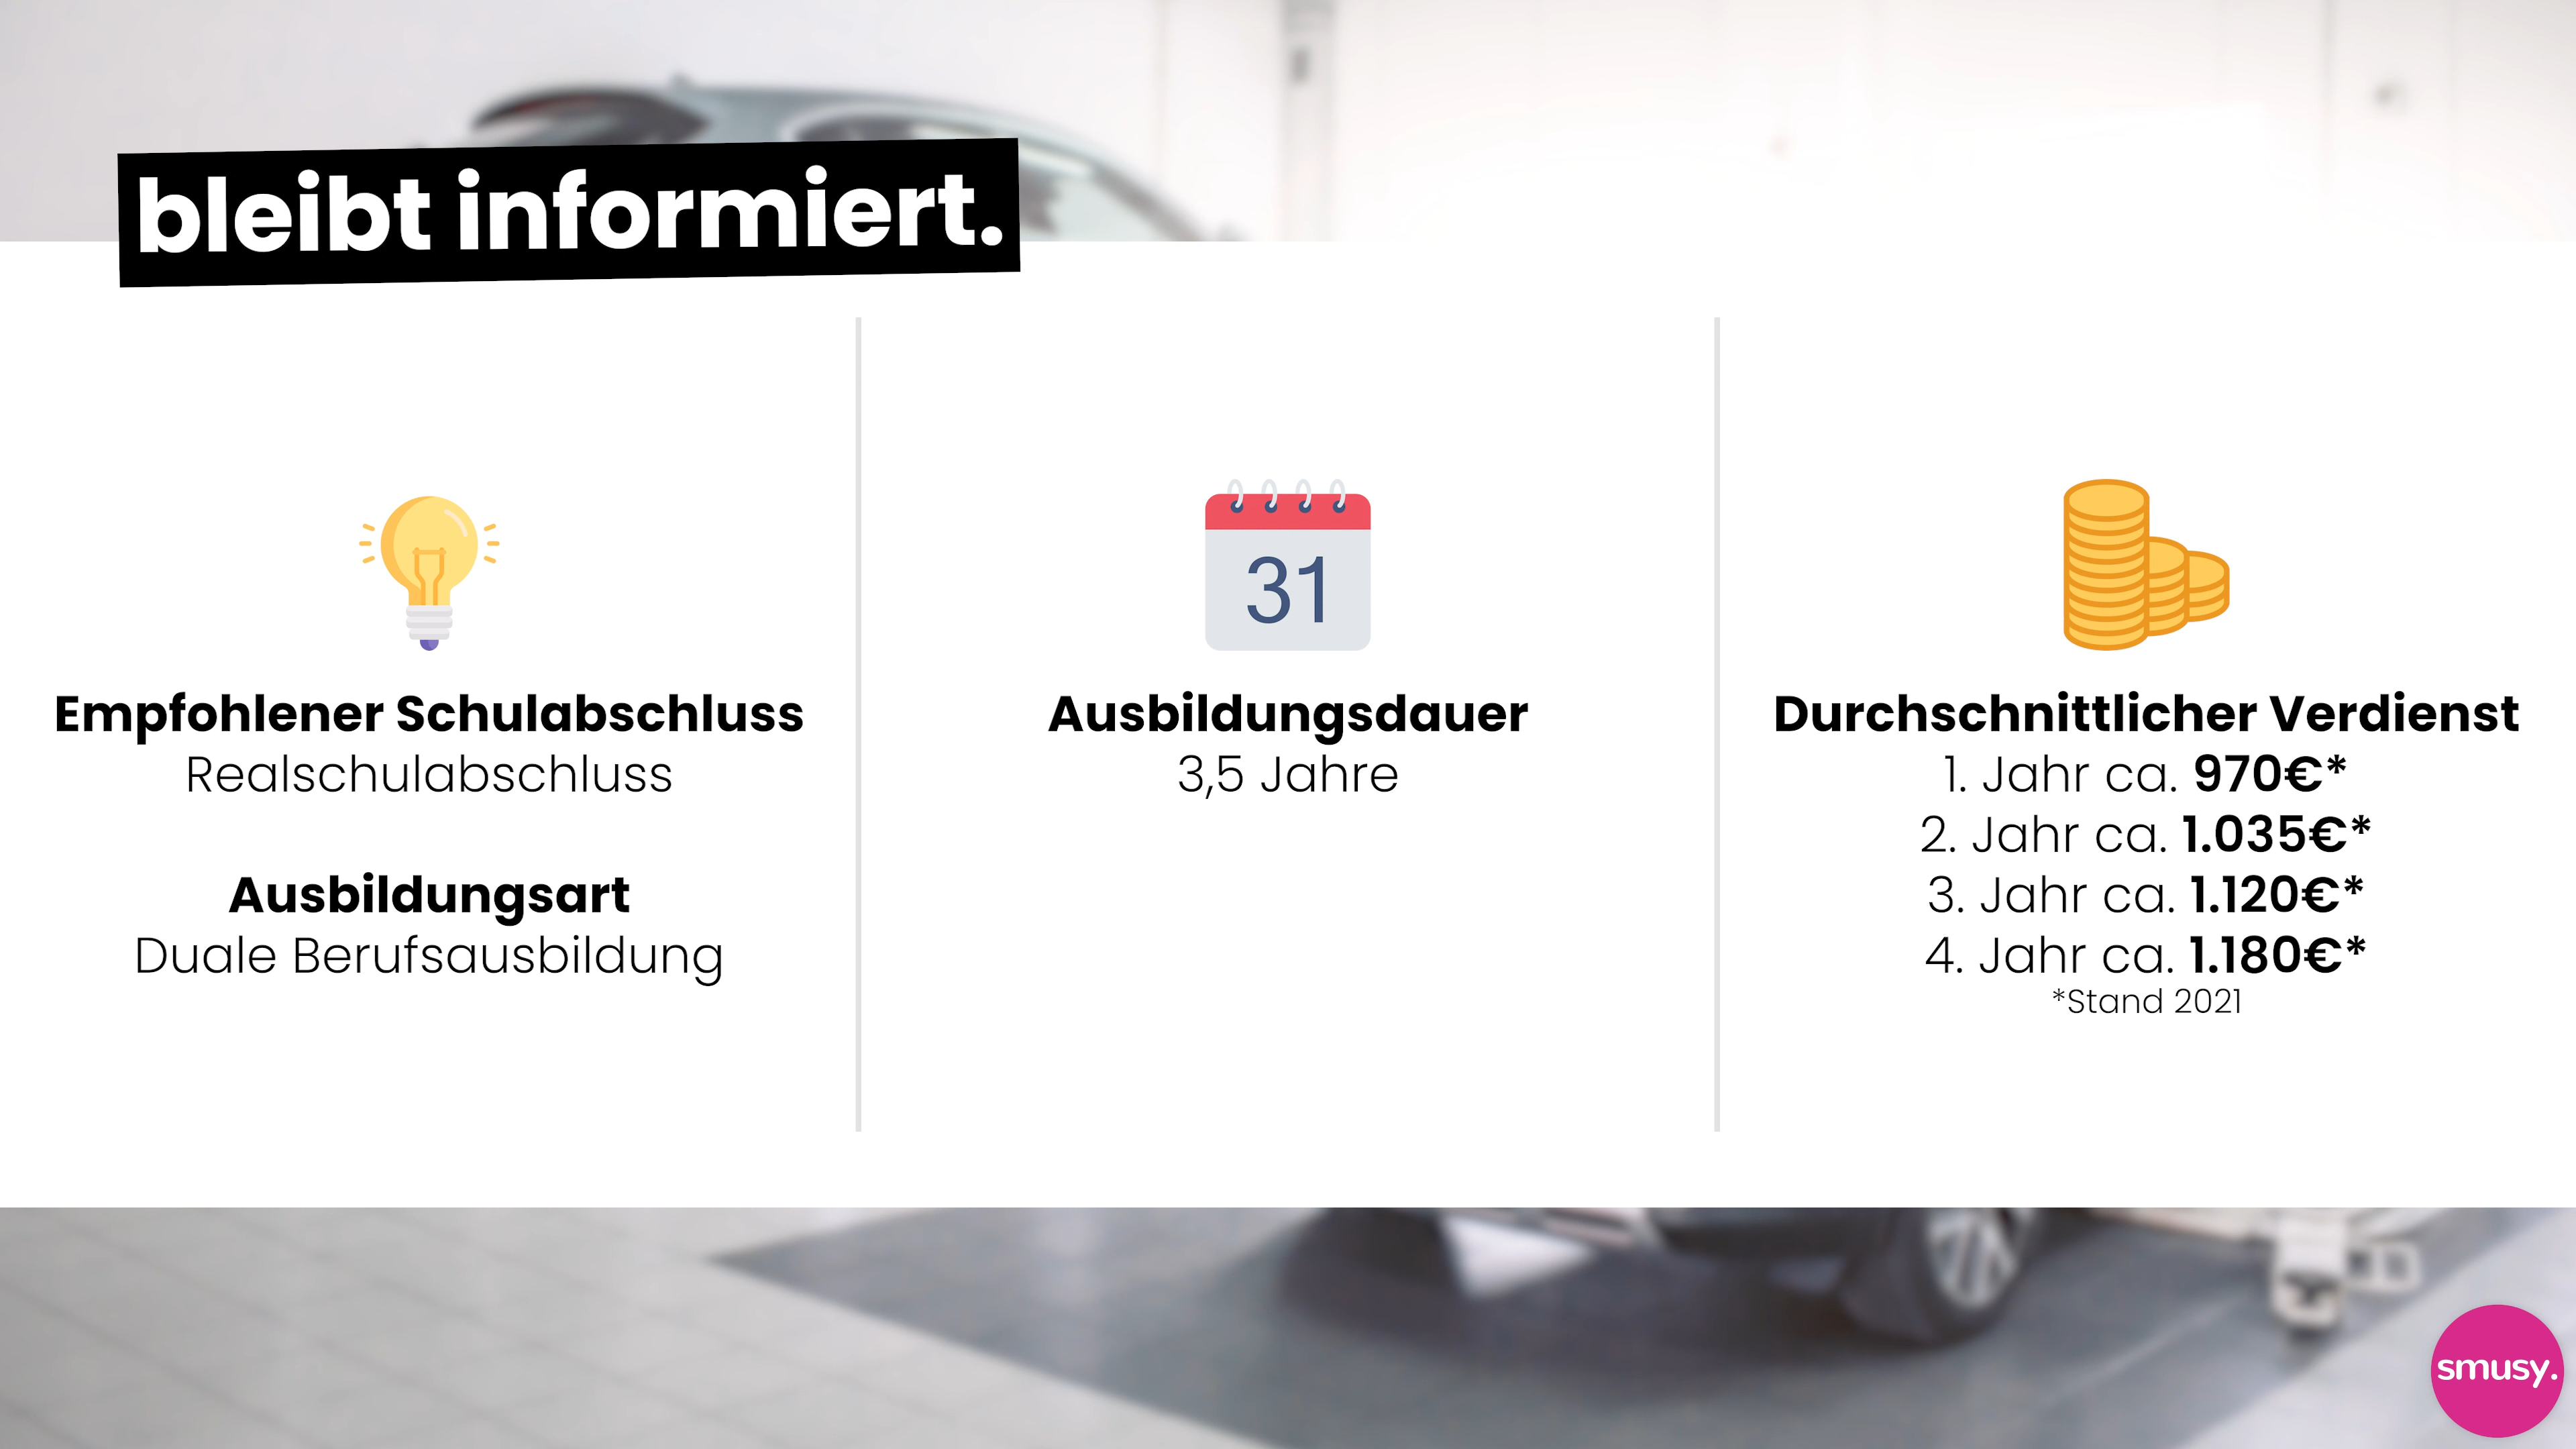 bleibt informiert.
Empfohlener Schulabschluss
Realschulabschluss
Ausbildungsart
Duale Berufsausbildung
31
Ausbildungsdauer
3,5 Jahre
Durchschnittlicher Verdienst
1. Jahr ca. 970€*
2. Jahr ca. 1.035€*
3. Jahr ca. 1.120€*
4. Jahr ca. 1.180€*
*Stand 2021
smusy.